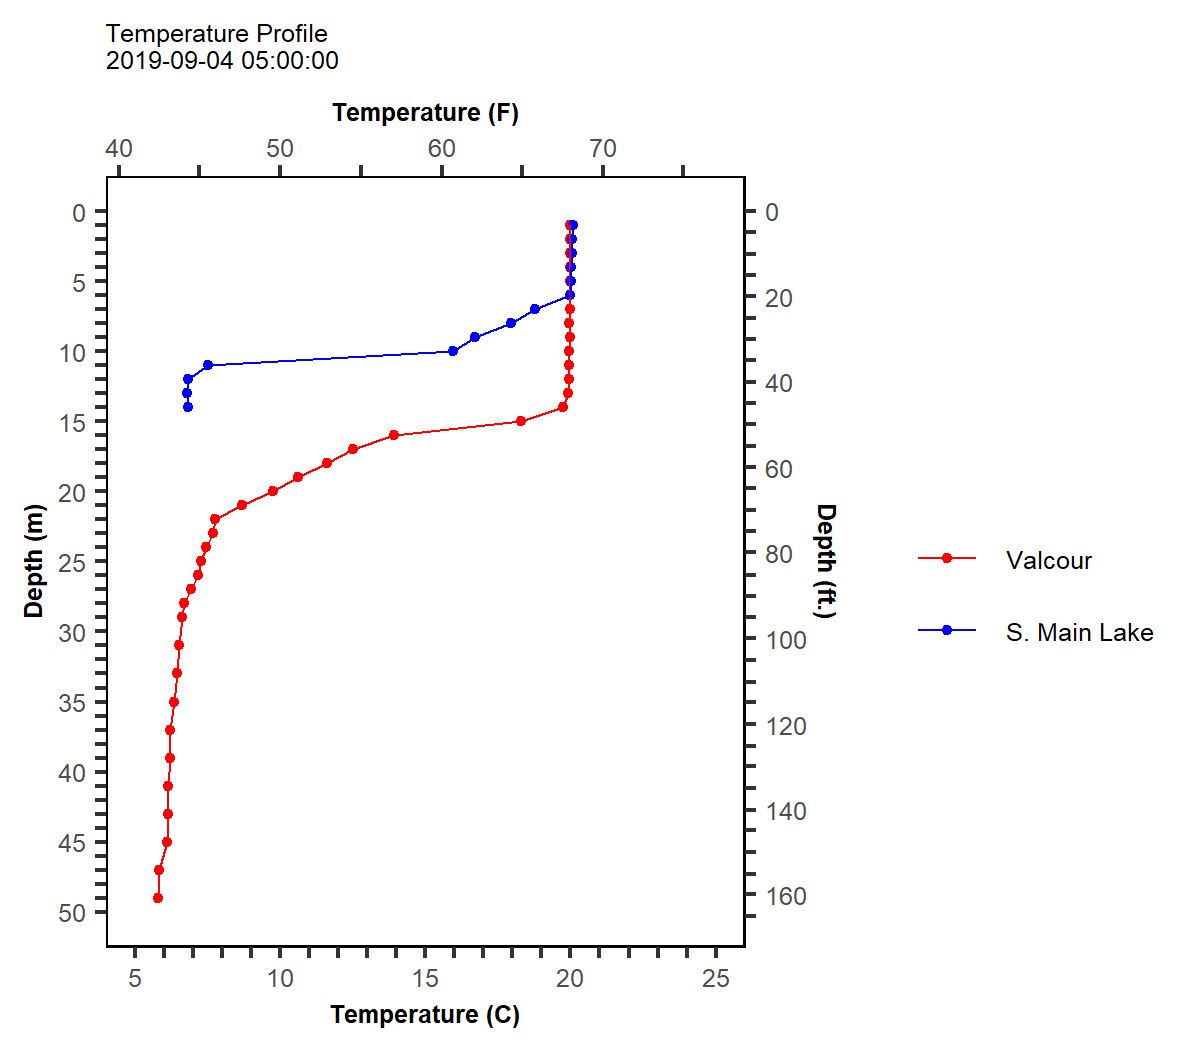 Temperature Profile
2019-09-04 05:00:00
Temperature (F)
40 50 60 70
0 0
5
20
10
40
15
60
20
Depth (m)
Depth (ft.)
25
80
Valcour
30
100
S. Main Lake
35
120
40
140
45
160
50
5 10 15 20 25
Temperature (C)